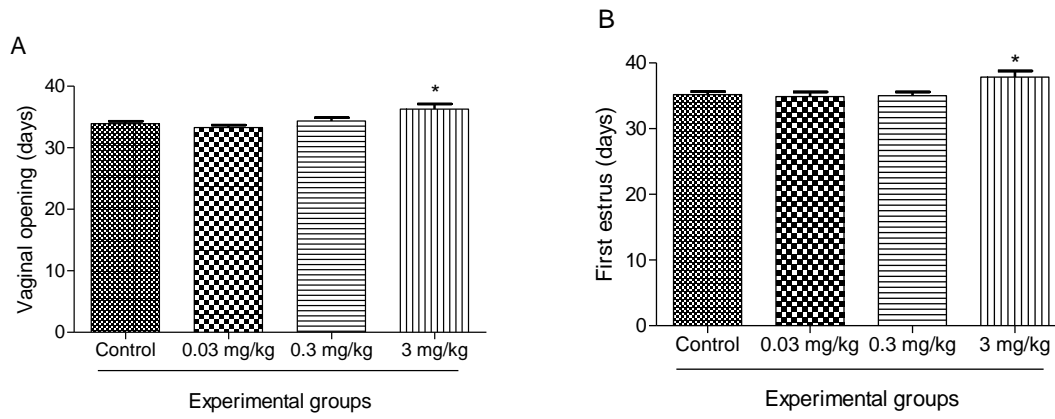 A
Vaginal opening (days)
40
30
20
10
0
*
Control 0.03 mg/kg 0.3 mg/kg 3 mg/kg
Experimental groups
B
First estrus (days)
40
30
20
10
0
*
Control 0.03 mg/kg 0.3 mg/kg 3 mg/kg
Experimental groups